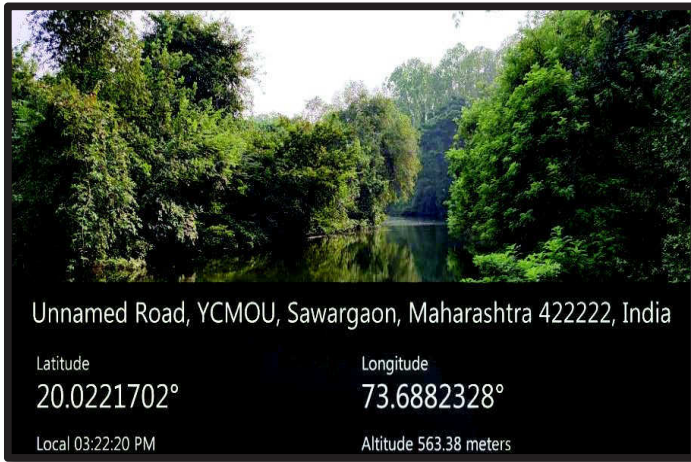 Unnamed Road, YCMOU, Sawargaon, Maharashtra 422222, India
Latitude
20.0221702°
Longitude
73.6882328°
Local 03:22:20 PM
Altitude 563.38 meters